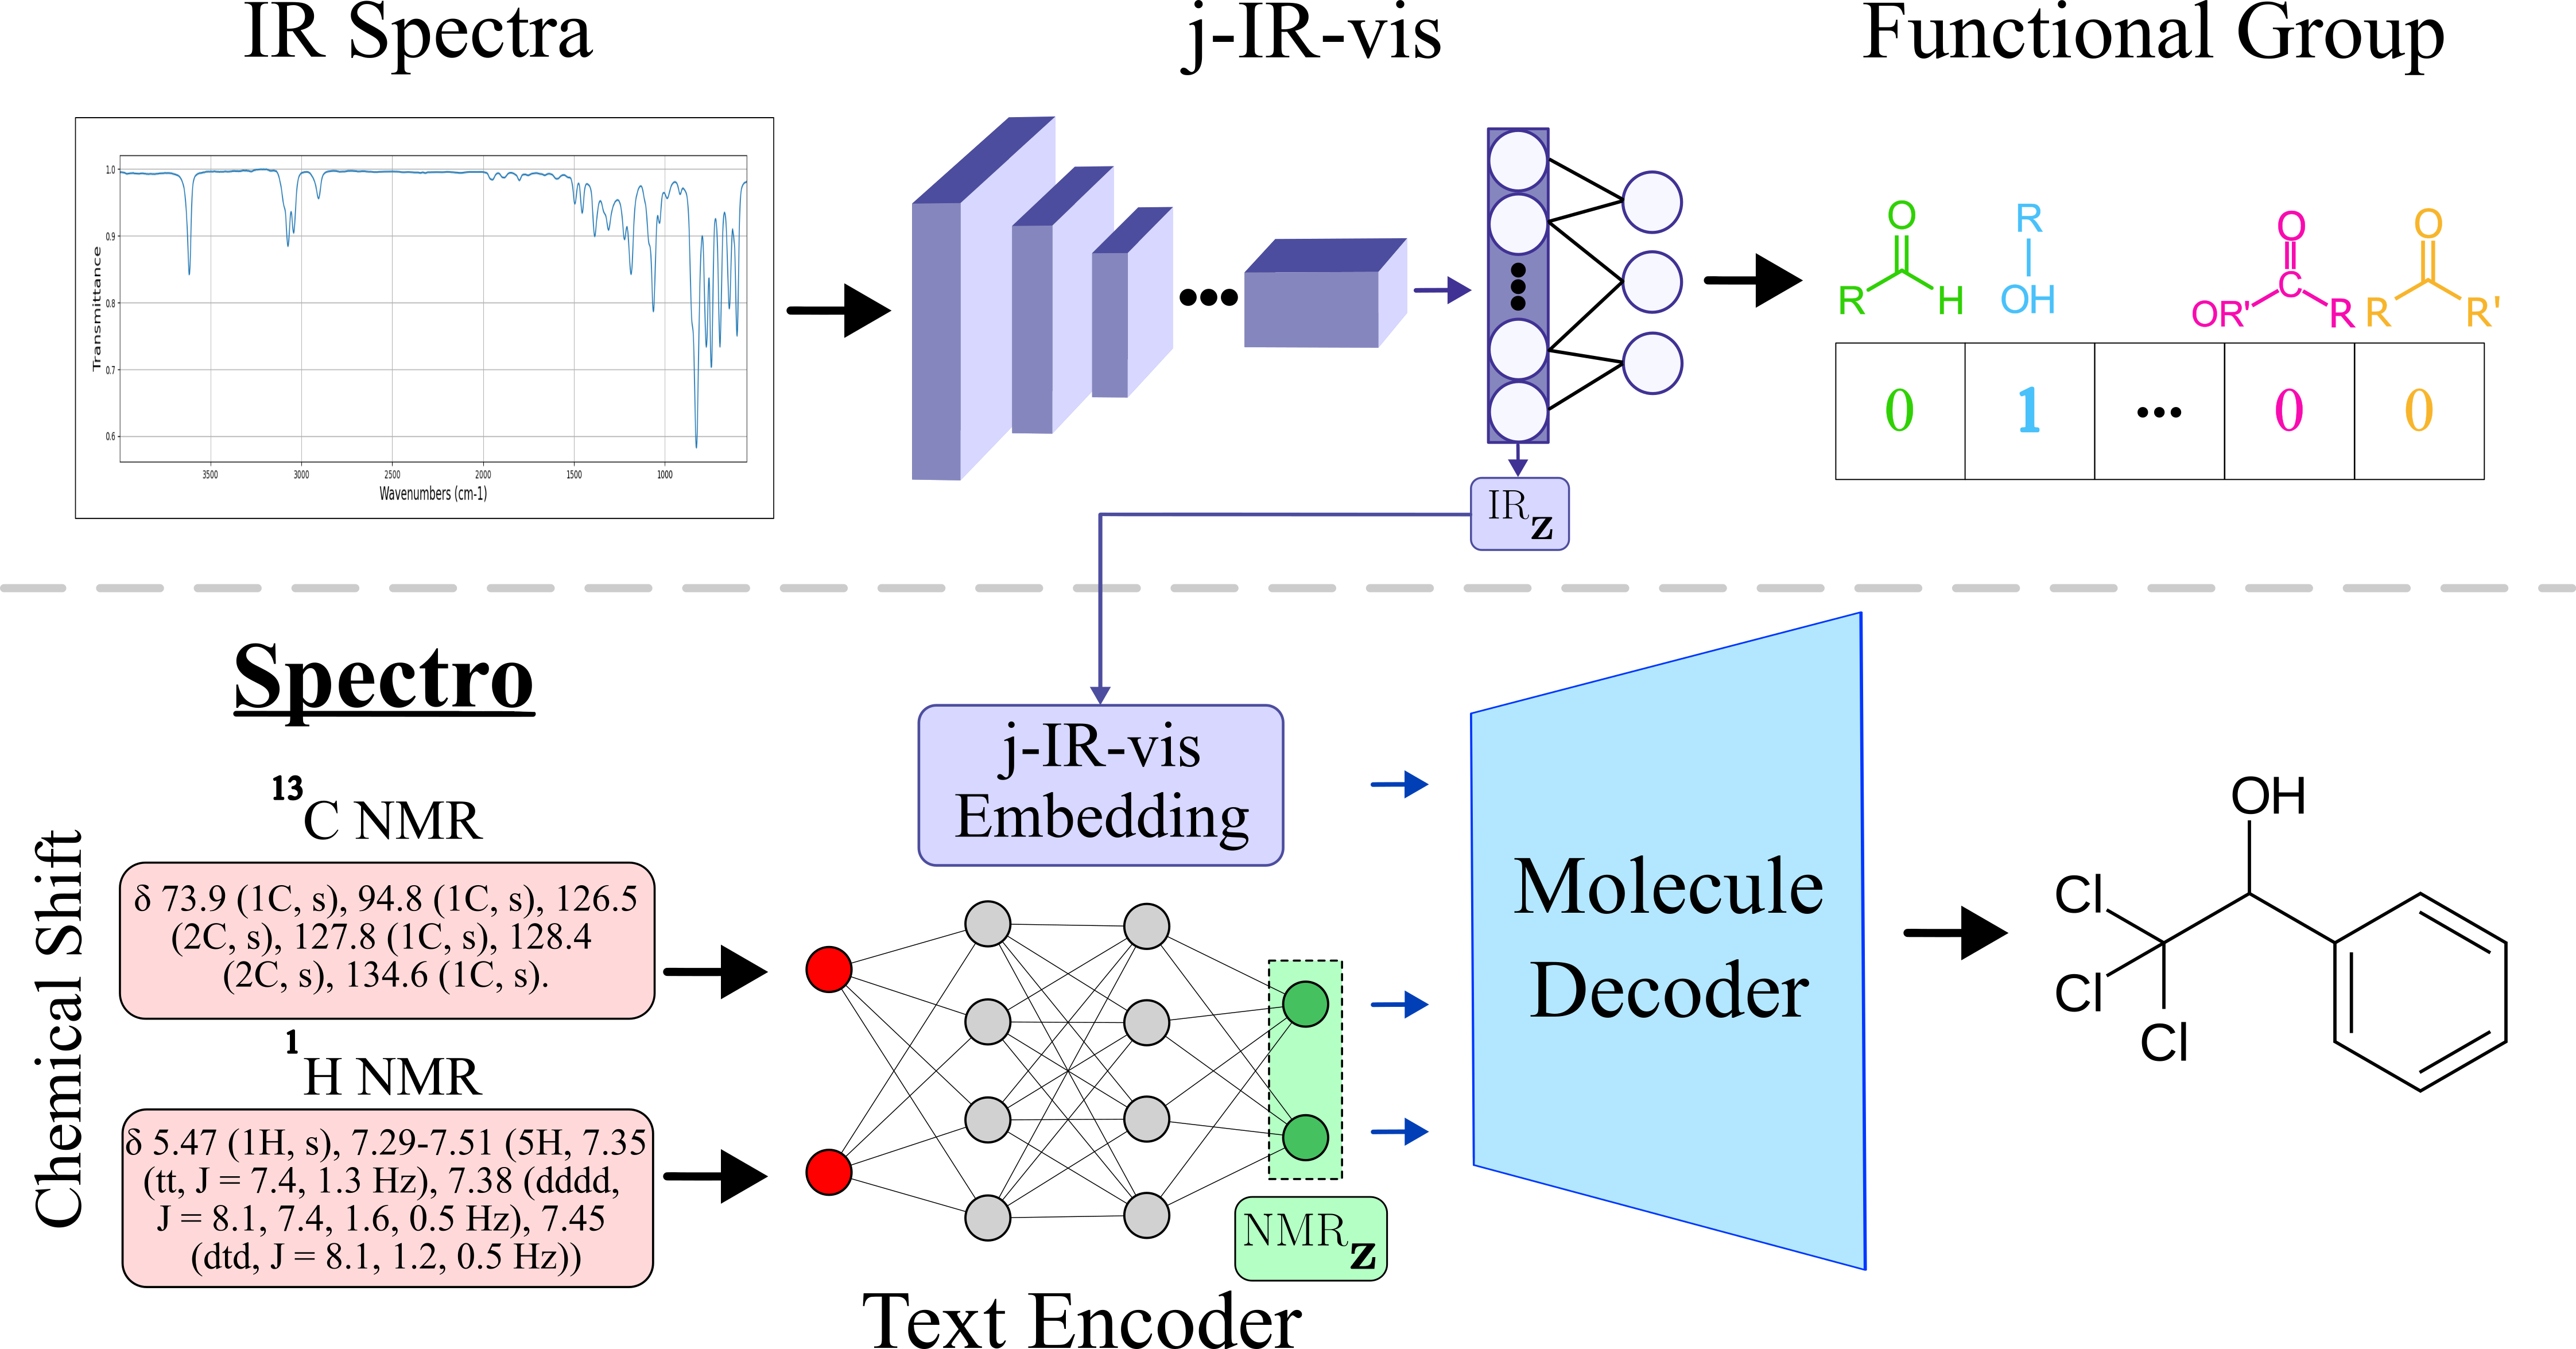 IR Spectra
j-IR-vis
Functional Group
1.0
0.9
0.8
0.7
0.6
Transmittance
3500 3000 2500 2000 1500 1000
Wavenumbers (cm-1)
O
R H
R
OH
O
C
OR' R
O
R R'
0 1 ... 0 0
IR z
Spectro
Chemical Shift
13C NMR
δ 73.9 (1C, s), 94.8 (1C, s), 126.5
(2C, s), 127.8 (1C, s), 128.4
(2C, s), 134.6 (1C, s).
1H NMR
δ 5.47 (1H, s), 7.29-7.51 (5H, 7.35
(tt, J = 7.4, 1.3 Hz), 7.38 (dddd,
J = 8.1, 7.4, 1.6, 0.5 Hz), 7.45
(dtd, J = 8.1, 1.2, 0.5 Hz))
j-IR-vis
Embedding
NMR z
Text Encoder
Molecule
Decoder
OH
Cl
Cl
Cl